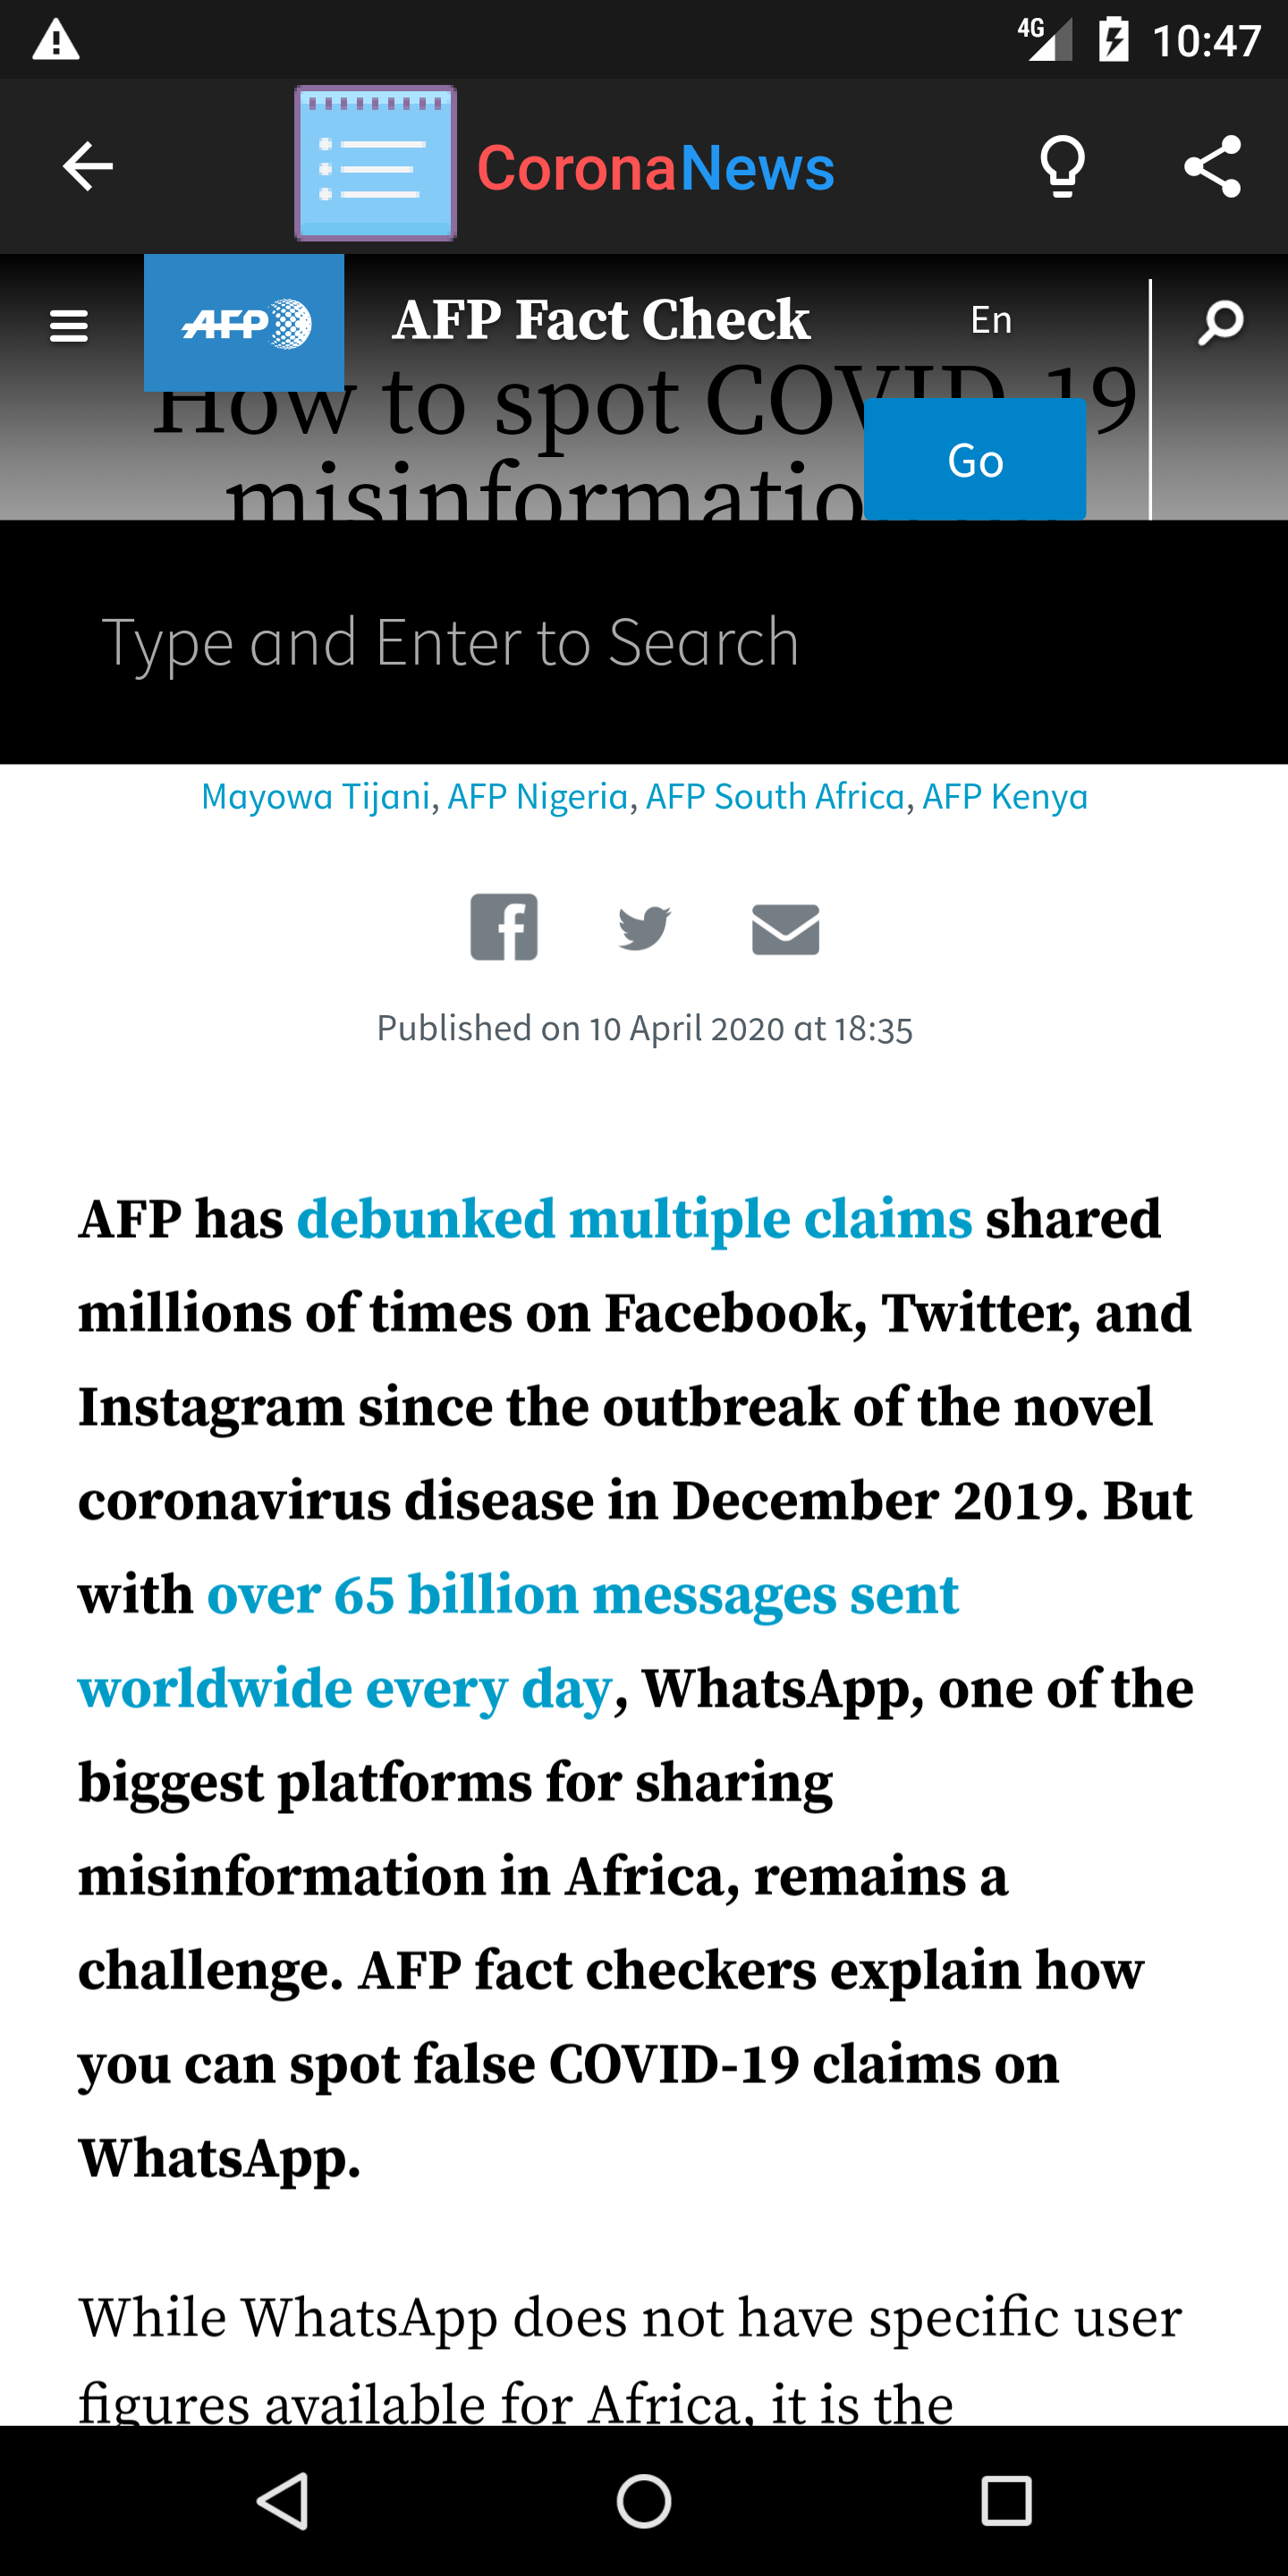 4G 10:47
CoronaNews
AFP AFP Fact Check En
How to spot COVID-19
Go
Type and Enter to Search
Mayowa Tijani, AFP Nigeria, AFP South Africa, AFP Kenya
Published on 10 April 2020 at 18:35
AFP has debunked multiple claims shared
millions of times on Facebook, Twitter, and
Instagram since the outbreak of the novel
coronavirus disease in December 2019. But
with over 65 billion messages sent
worldwide every day, WhatsApp, one of the
biggest platforms for sharing
misinformation in Africa, remains a
challenge. AFP fact checkers explain how
you can spot false COVID-19 claims on
WhatsApp.
While WhatsApp does not have specific user
figures available for Africa, it is the